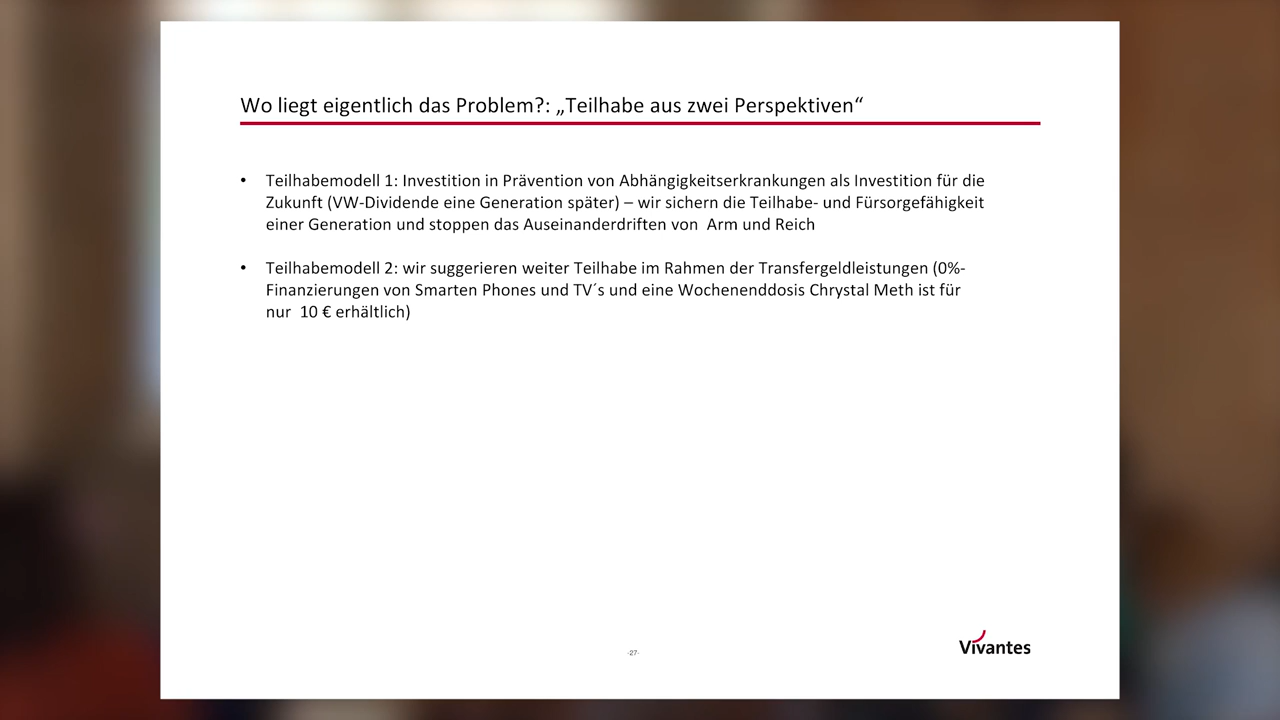 Wo liegt eigentlich das Problem?: „Teilhabe aus zwei Perspektiven“
• Teilhabemodell 1: Investition in Prävention von Abhängigkeitserkrankungen als Investition für die
Zukunft (VW-Dividende eine Generation später) – wir sichern die Teilhabe- und Fürsorgefähigkeit
einer Generation und stoppen das Auseinanderdriften von  Arm und Reich
• Teilhabemodell 2: wir suggerieren weiter Teilhabe im Rahmen der Transfergeldleistungen (0%-
Finanzierungen von Smarten Phones und TV´s und eine Wochenenddosis Chrystal Meth ist für
nur  10 € erhältlich)
-27-
Vivantes